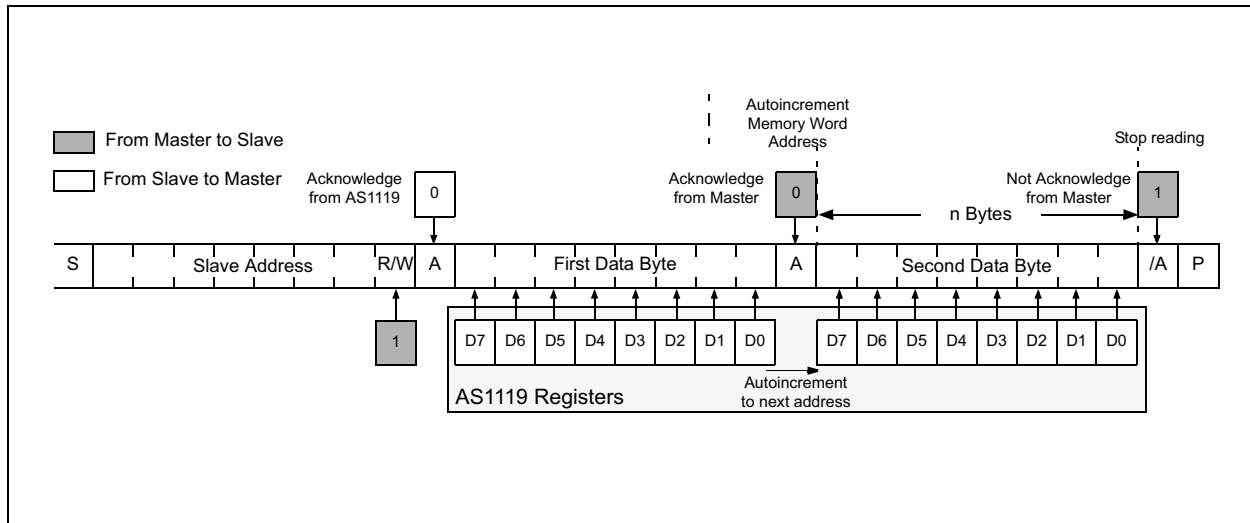 Autoincrement
Memory Word
Address
Stop reading
From Master to Slave
From Slave to Master
Acknowledge
from AS1119
0
Acknowledge
from Master
0
Not Acknowledge
from Master
1
n Bytes
S Slave Address R/W A First Data Byte A Second Data Byte /A P
1
D7 D6 D5 D4 D3 D2 D1 D0 D7 D6 D5 D4 D3 D2 D1 D0
AS1119 Registers
Autoincrement
to next address